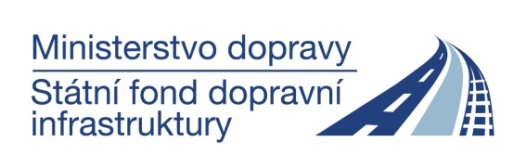 Ministerstvo dopravy
Státní fond dopravní
infrastruktury